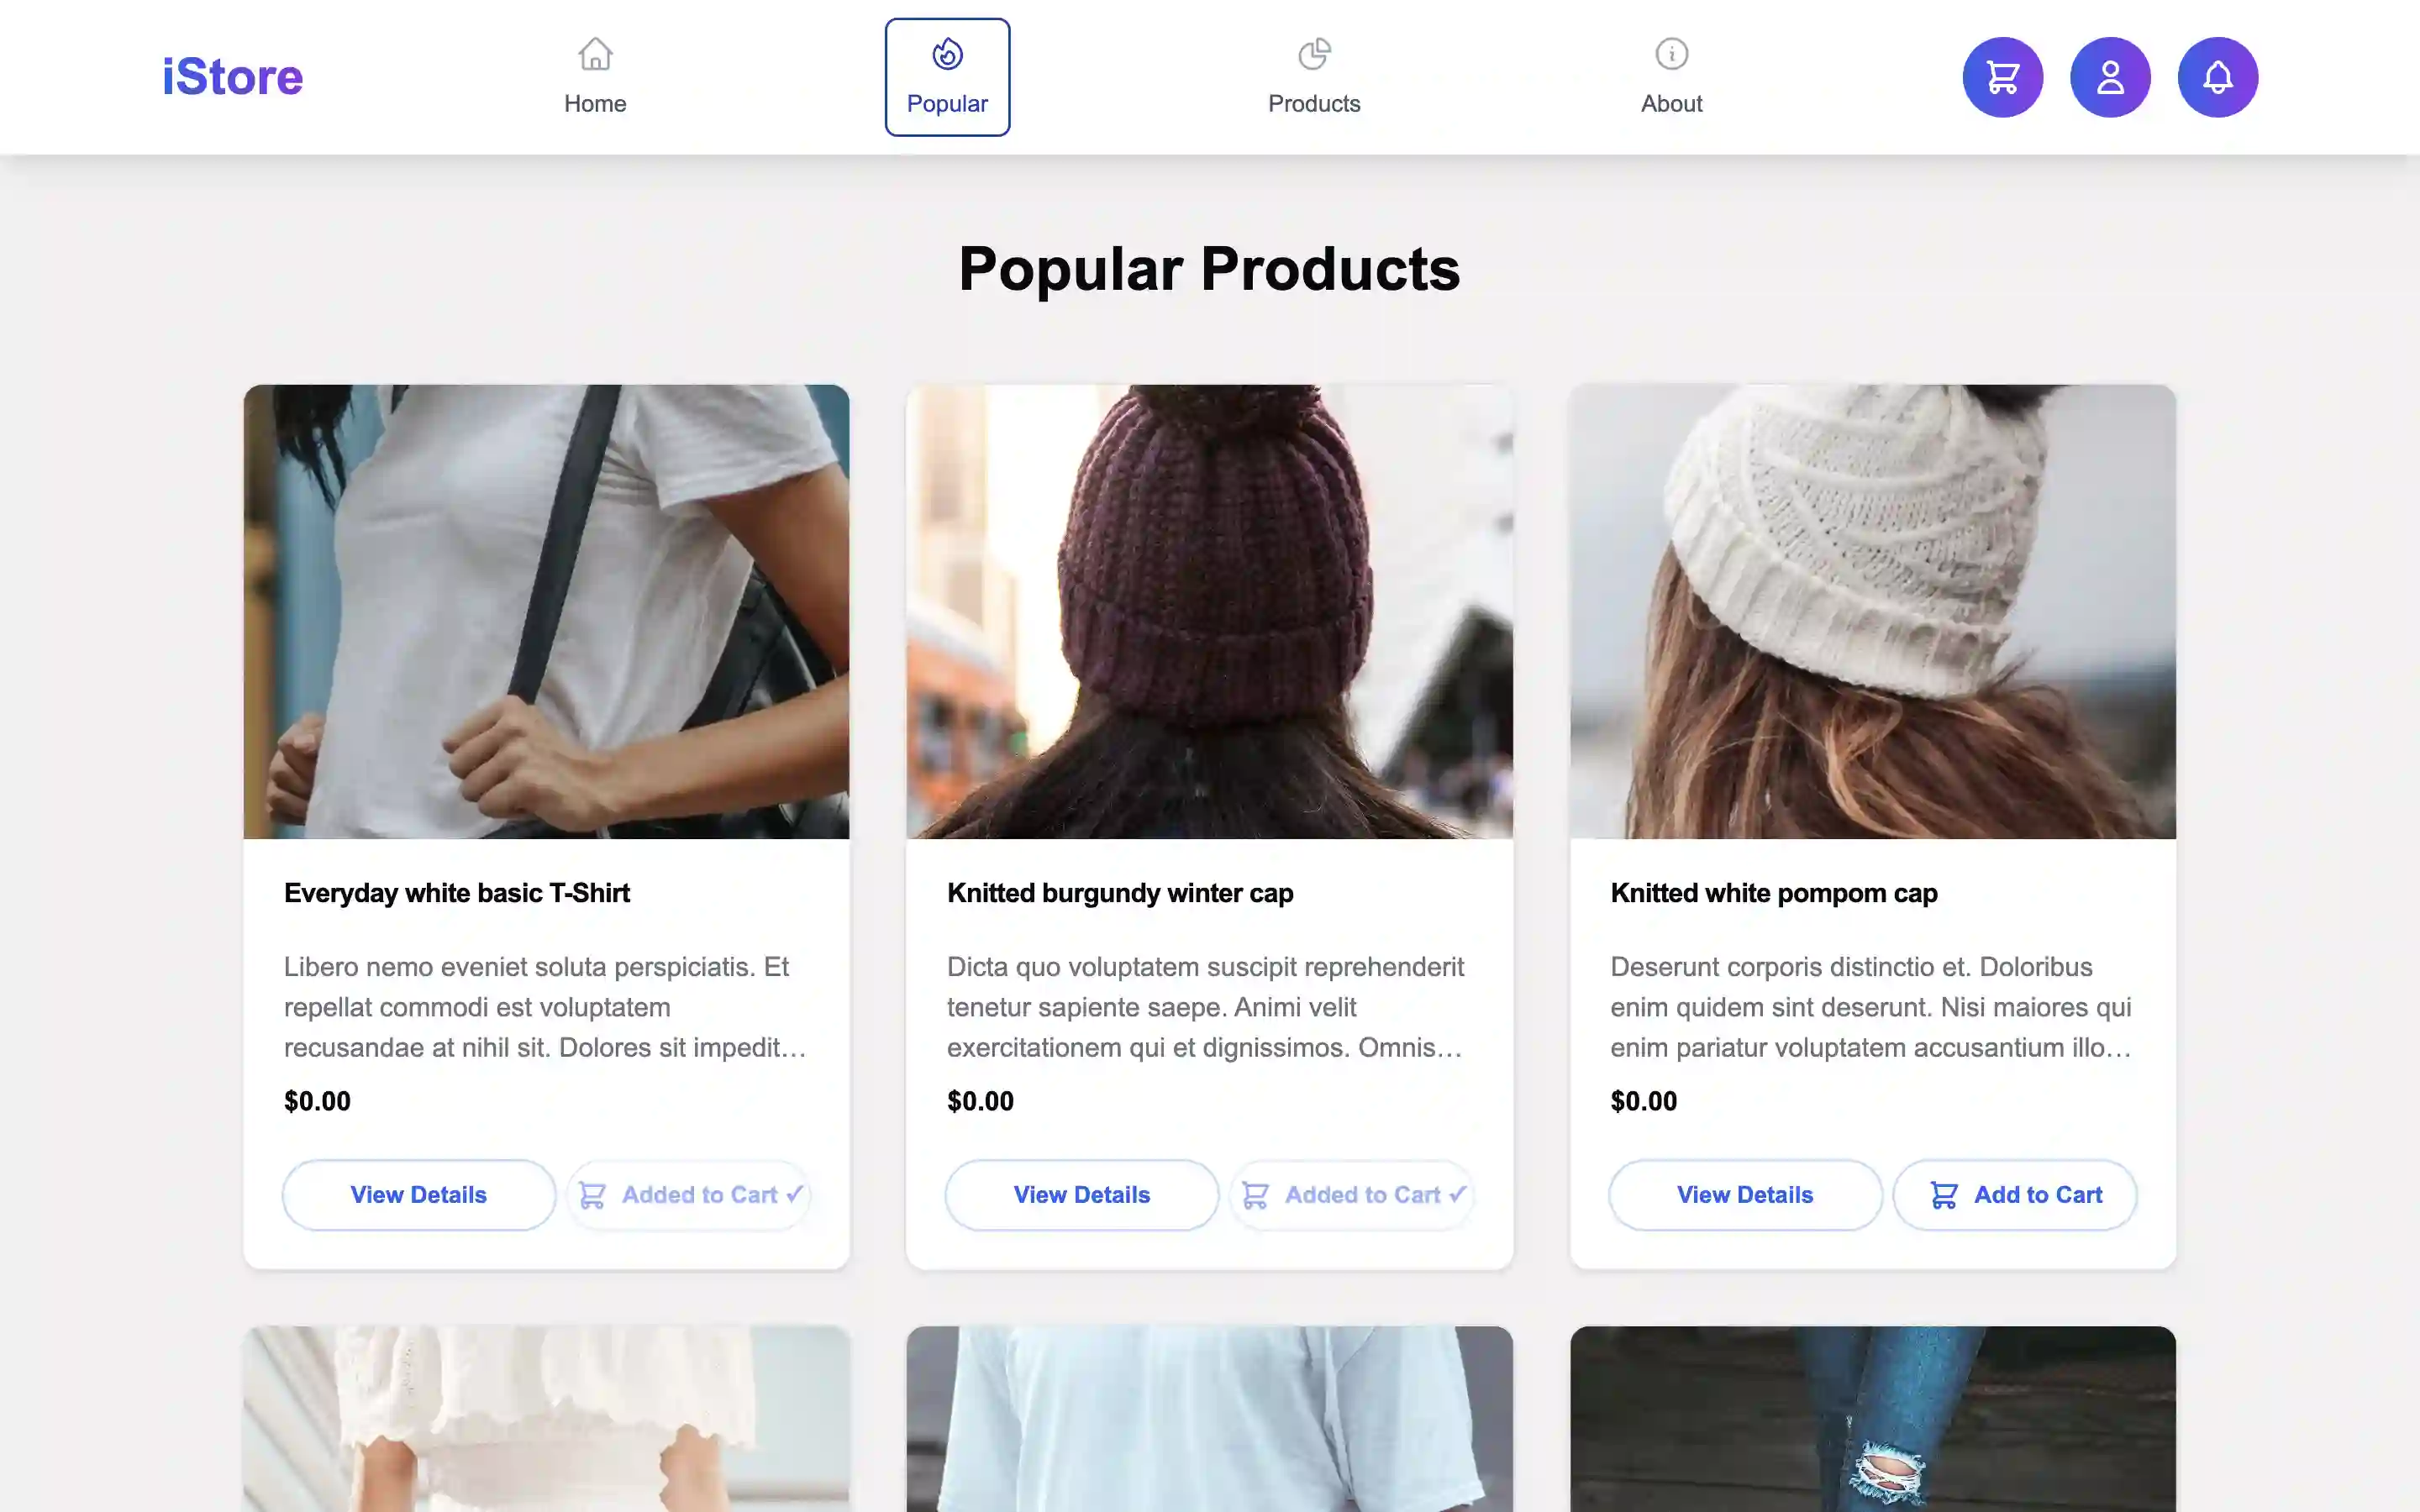 iStore
Home
Popular
Products
About
Popular Products
Everyday white basic T-Shirt
Libero nemo eveniet soluta perspiciatis. Et
repellat commodi est voluptatem
recusandae at nihil sit. Dolores sit impedit…
$0.00
View Details
Added to Cart ✓
Knitted burgundy winter cap
Dicta quo voluptatem suscipit reprehenderit
tenetur sapiente saepe. Animi velit
exercitationem qui et dignissimos. Omnis…
$0.00
View Details
Added to Cart ✓
Knitted white pompom cap
Deserunt corporis distinctio et. Doloribus
enim quidem sint deserunt. Nisi maiores qui
enim pariatur voluptatem accusantium illo…
$0.00
View Details
Add to Cart